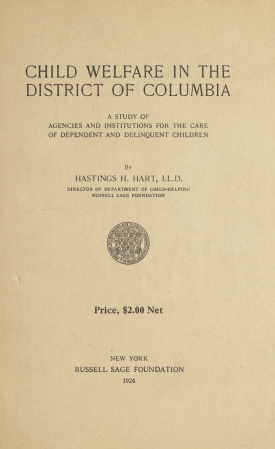 CHILD WELFARE IN THE
DISTRICT OF COLUMBIA
A STUDY OF
AGENCIES AND INSTITUTIONS FOR THE CARE
OF DEPENDENT AND DELINQUENT CHILDREN
By
HASTINGS H. HART, LL.D.
DIRECTOR OF DEPARTMENT OF CHILD-HELPING
RUSSELL SAGE FOUNDATION
Price, $2.00 Net
NEW YORK
RUSSELL SAGE FOUNDATION
1924